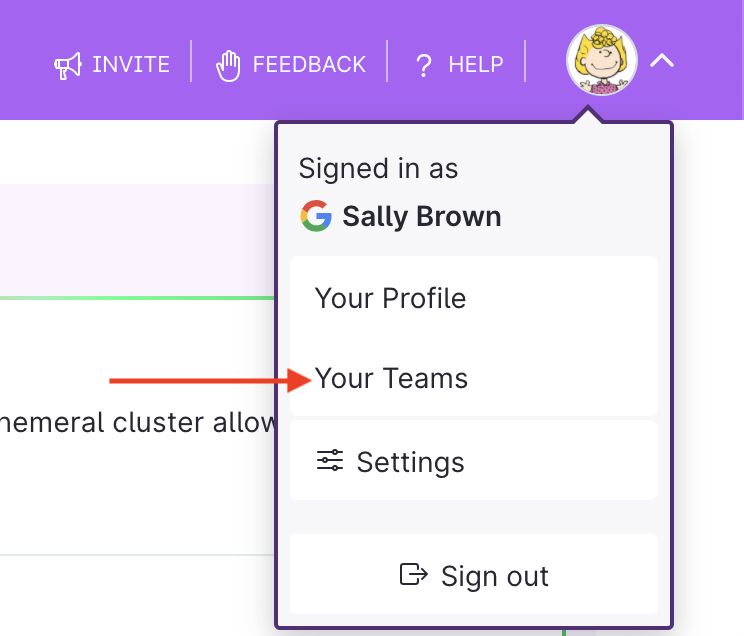 INVITE FEEDBACK ? HELP
Signed in as
Sally Brown
Your Profile
Your Teams
hemeral cluster allow
Settings
Sign out